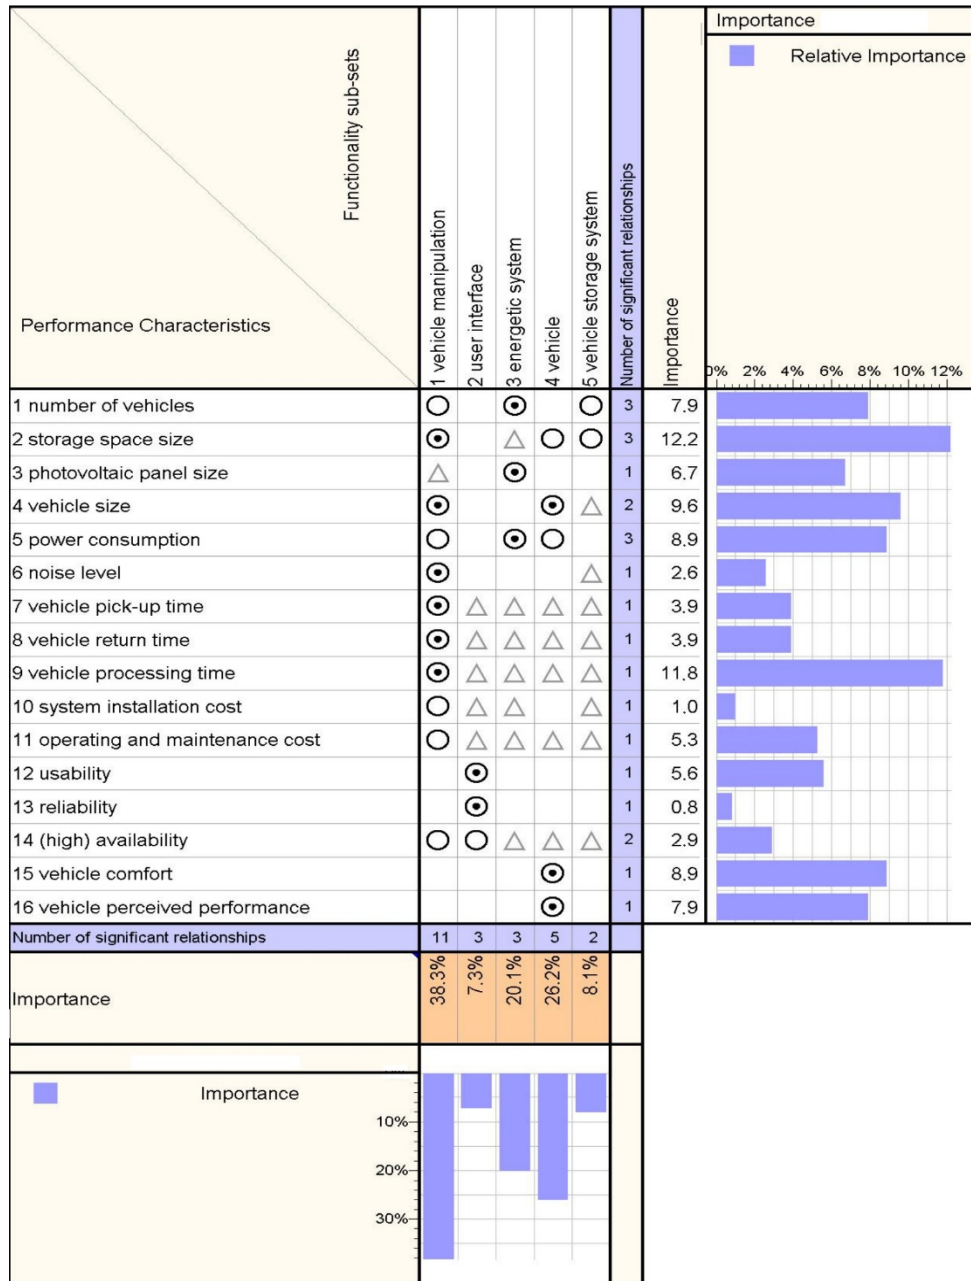 Importance
Relative Importance
Functionality sub-sets
Performance Characteristics
1 vehicle manipulation
2 user interface
3 energetic system
4 vehicle
5 vehicle storage system
Number of significant relationships
Importance
0% 2% 4% 6% 8% 10% 12%
1 number of vehicles 3 7.9
2 storage space size 3 12.2
3 photovoltaic panel size 1 6.7
4 vehicle size 2 9.6
5 power consumption 3 8.9
6 noise level 1 2.6
7 vehicle pick-up time 1 3.9
8 vehicle return time 1 3.9
9 vehicle processing time 1 11.8
10 system installation cost 1 1.0
11 operating and maintenance cost 1 5.3
12 usability 1 5.6
13 reliability 1 0.8
14 (high) availability 2 2.9
15 vehicle comfort 1 8.9
16 vehicle perceived performance 1 7.9
Number of significant relationships 11 3 3 5 2
Importance 38.3% 7.3% 20.1% 26.2% 8.1%
Importance
10%
20%
30%